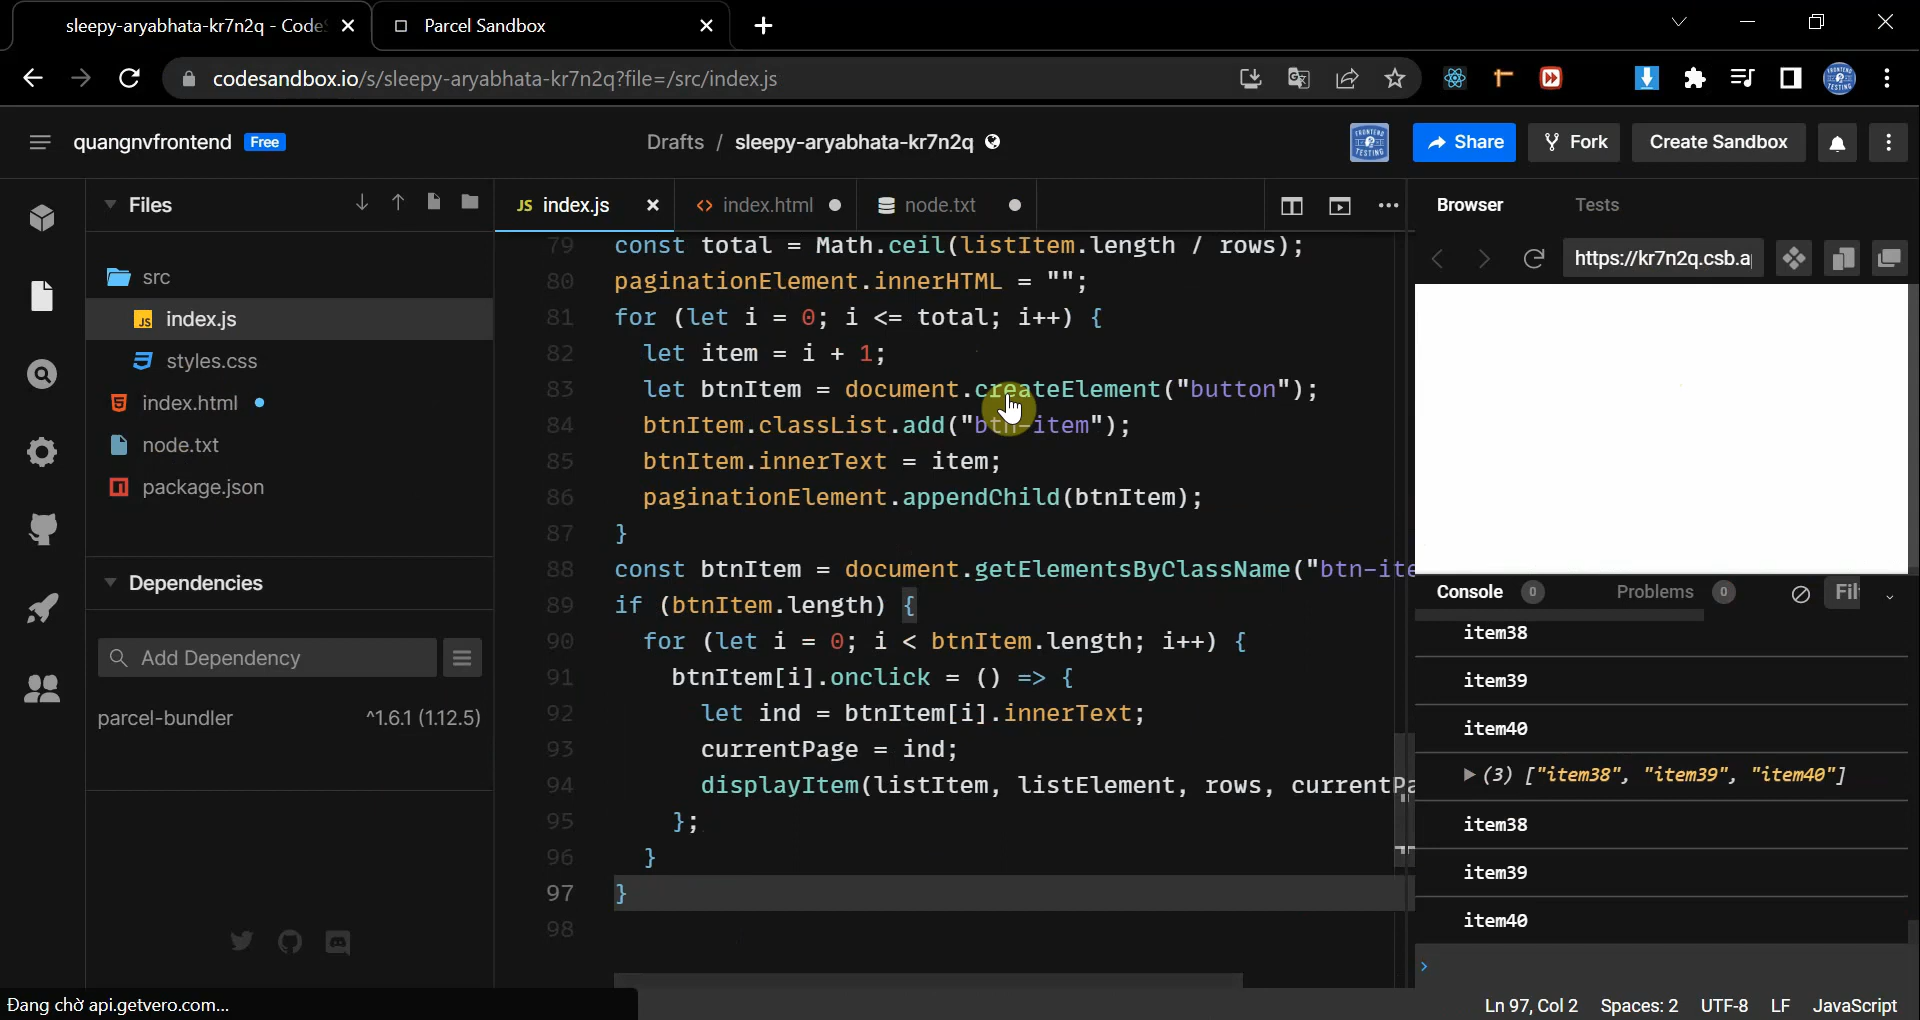 sleepy-aryabhata-kr7n2q - Code
Parcel Sandbox
codesandbox.io/s/sleepy-aryabhata-kr7n2q?file=/src/index.js
quangnvfrontend Free
Drafts / sleepy-aryabhata-kr7n2q
FRONTEND
TESTING
Share
Fork
Create Sandbox
Files
src
JS index.js
styles.css
index.html
node.txt
package.json
Dependencies
Add Dependency
parcel-bundler ^1.6.1 (1.12.5)
JS index.js
<> index.html
node.txt
79 const total = Math.ceil(listItem.length / rows);
80 paginationElement.innerHTML = "";
81 for (let i = 0; i <= total; i++) {
82 let item = i + 1;
83 let btnItem = document.createElement("button");
84 btnItem.classList.add("btn-item");
85 btnItem.innerText = item;
86 paginationElement.appendChild(btnItem);
87 }
88 const btnItem = document.getElementsByClassName("btn-ite
89 if (btnItem.length) {
90 for (let i = 0; i < btnItem.length; i++) {
91 btnItem[i].onclick = () => {
92 let ind = btnItem[i].innerText;
93 currentPage = ind;
94 displayItem(listItem, listElement, rows, currentPa
95 };
96 }
97 }
98
Browser Tests
https://kr7n2q.csb.a
Console 0 Problems 0 Fil
item38
item39
item40
(3) ["item38", "item39", "item40"]
item38
item39
item40
Đang chờ api.getvero.com...
Ln 97, Col 2 Spaces: 2 UTF-8 LF JavaScript